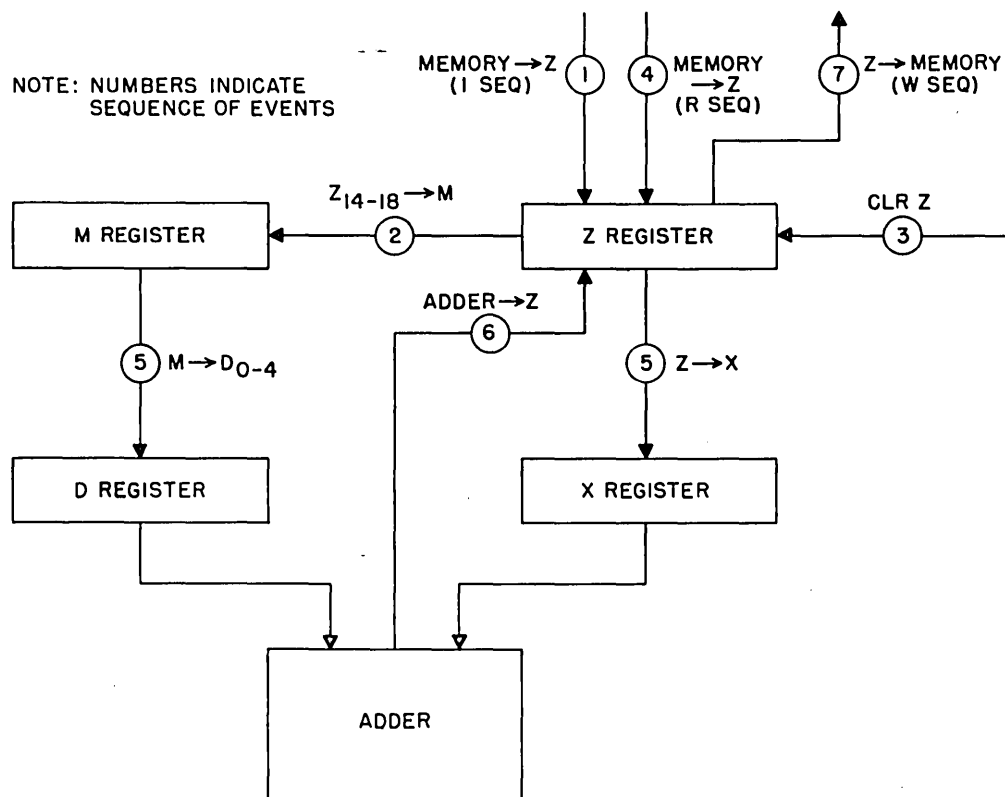 NOTE: NUMBERS INDICATE
SEQUENCE OF EVENTS
MEMORY→Z
(I SEQ)
1
4
MEMORY
→Z
(R SEQ)
7
Z→MEMORY
(W SEQ)
Z14-18→M
2
CLR Z
3
M REGISTER
Z REGISTER
ADDER→Z
6
5
M→D0-4
5
Z→X
D REGISTER
X REGISTER
ADDER